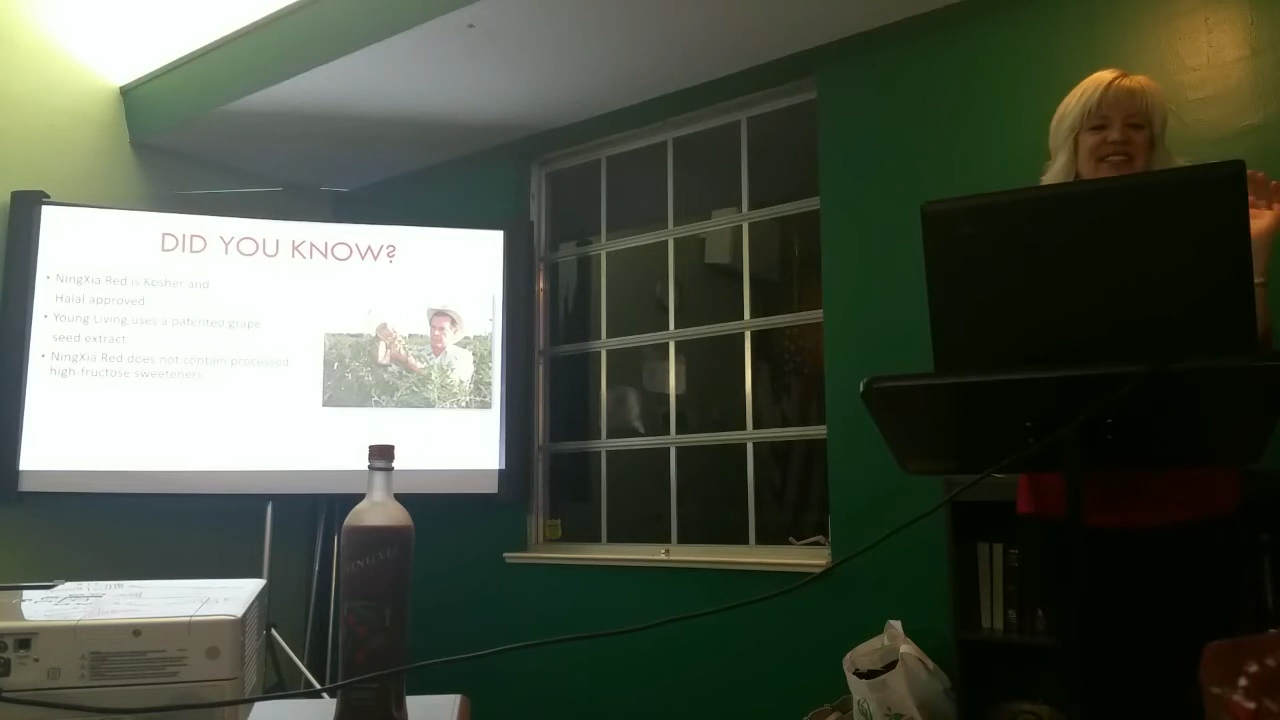 DID YOU KNOW?
• NingXia Red is Kosher and
Halal approved
• Young Living uses a patented grape
seed extract
• NingXia Red does not contain processed
high-fructose sweeteners
NINGXIA